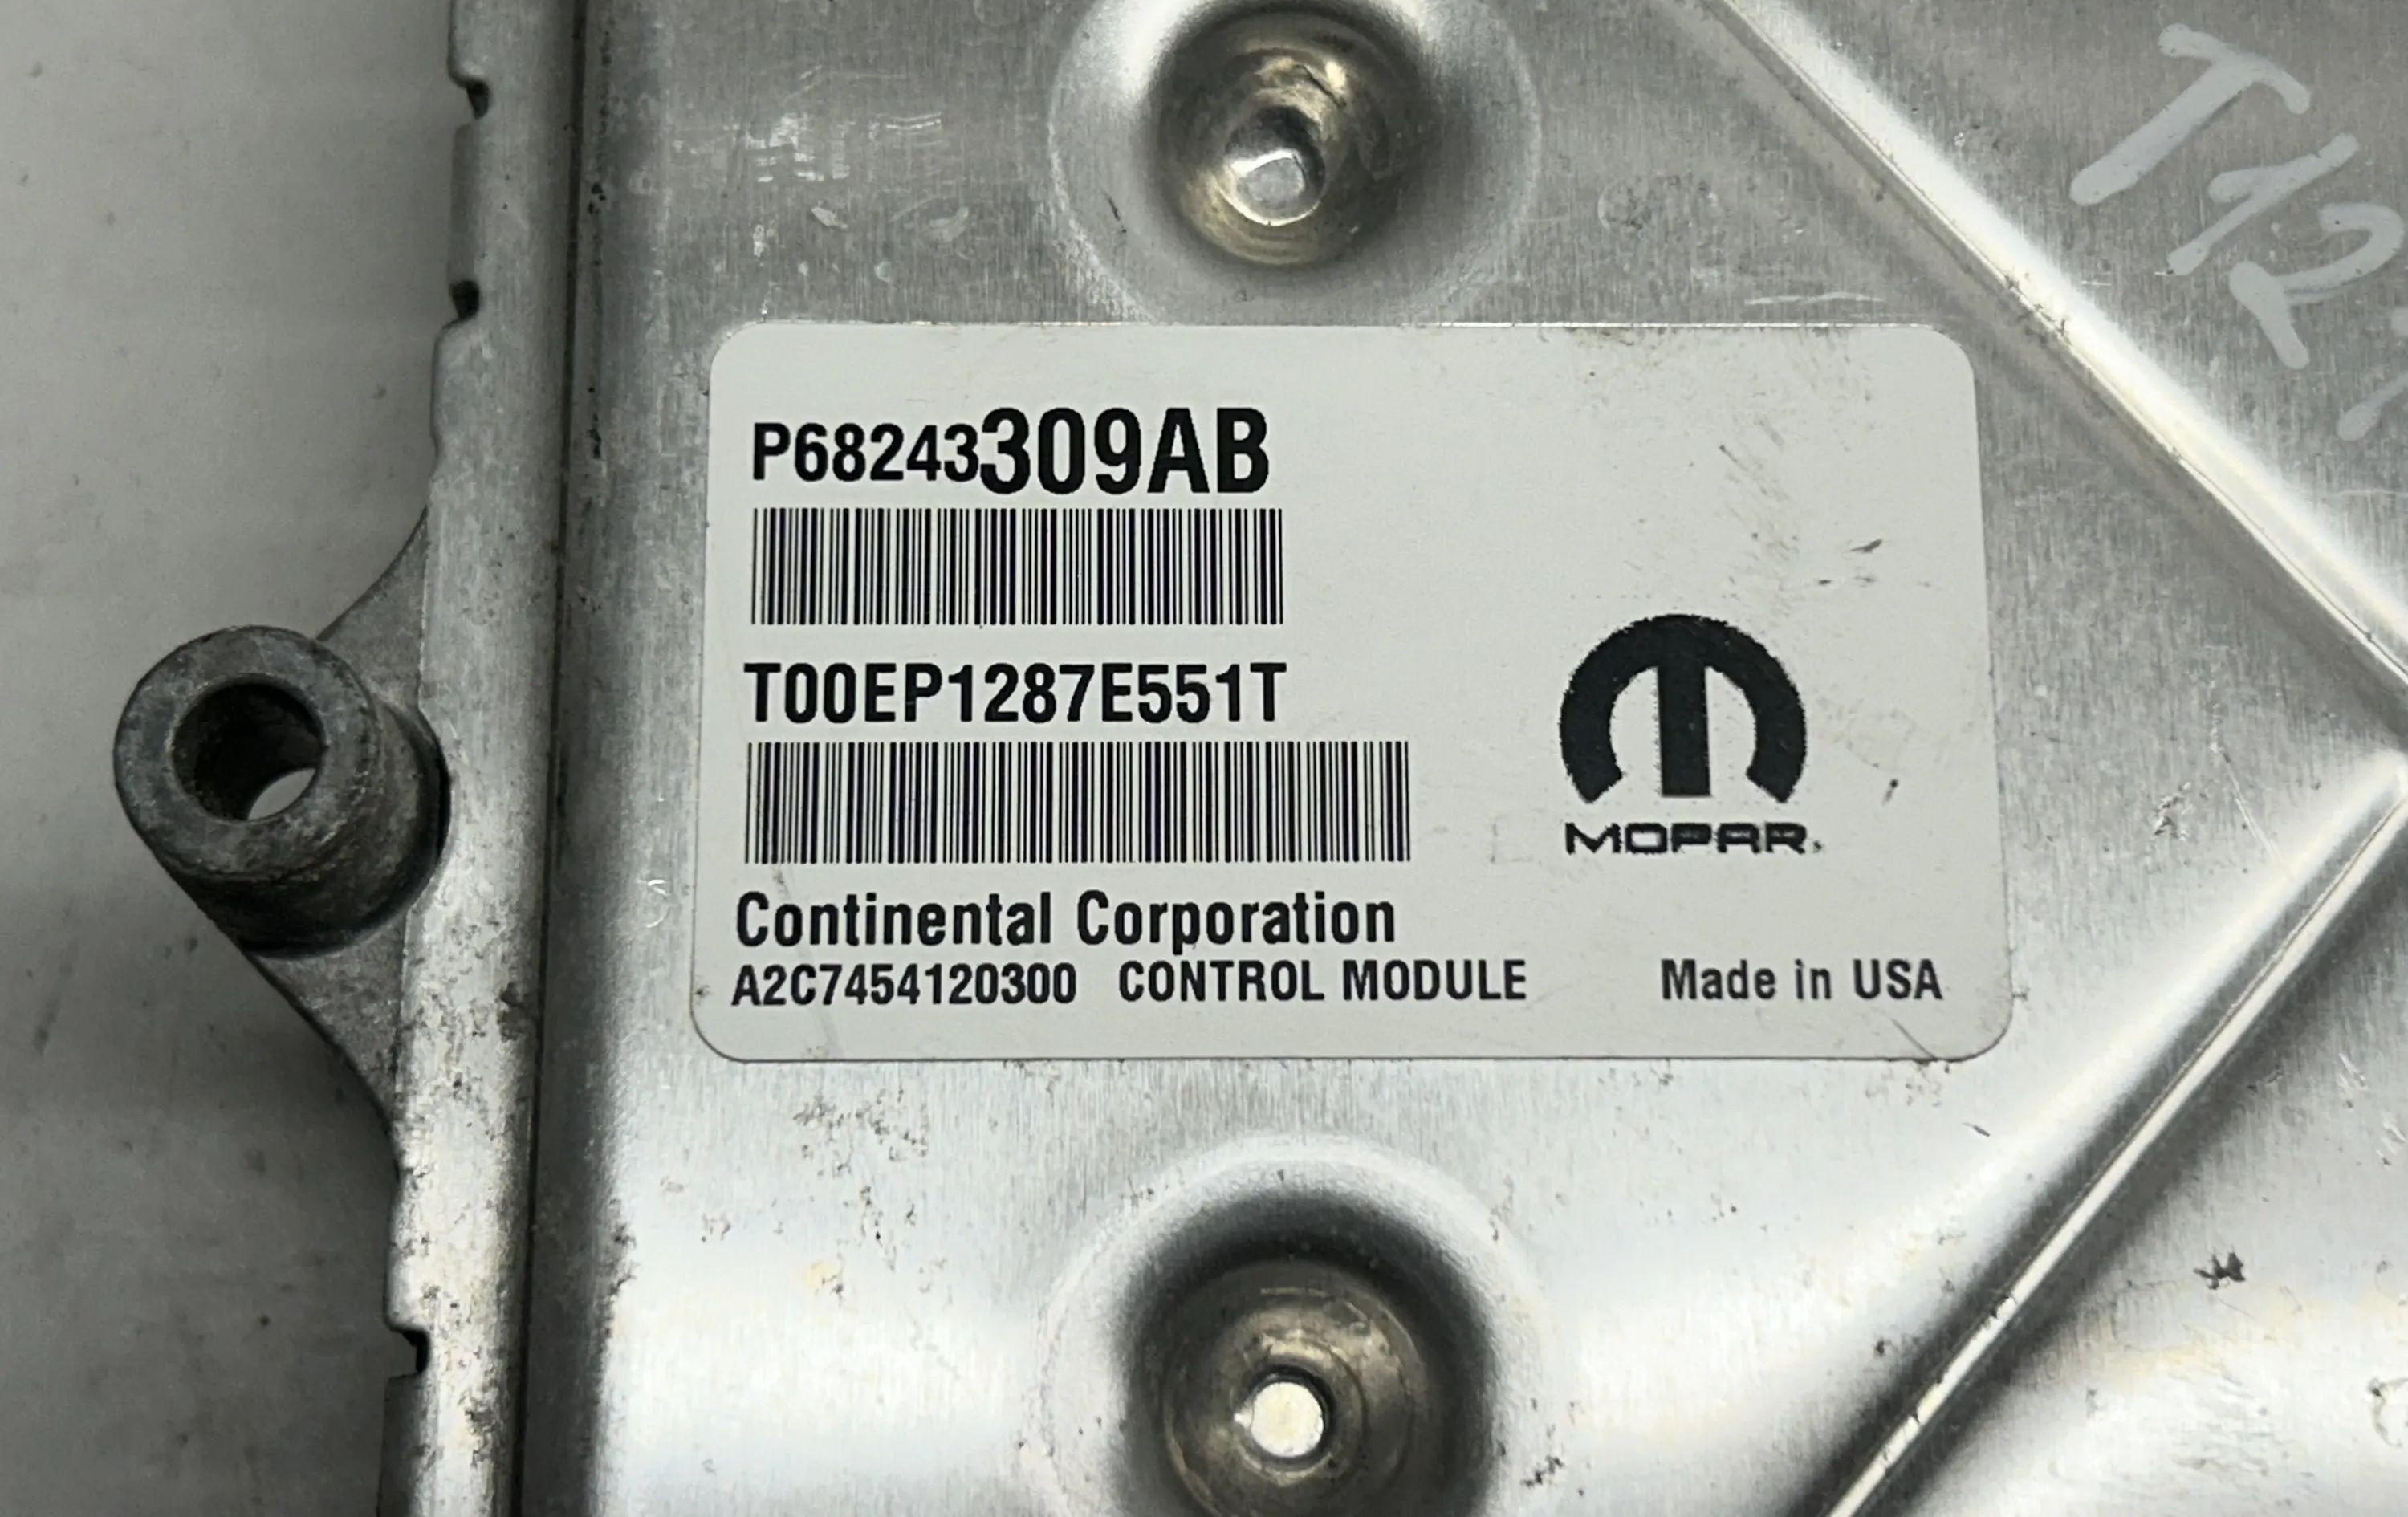 P68243309AB
T00EP1287E551T
MOPAR
Continental Corporation
A2C7454120300 CONTROL MODULE Made in USA